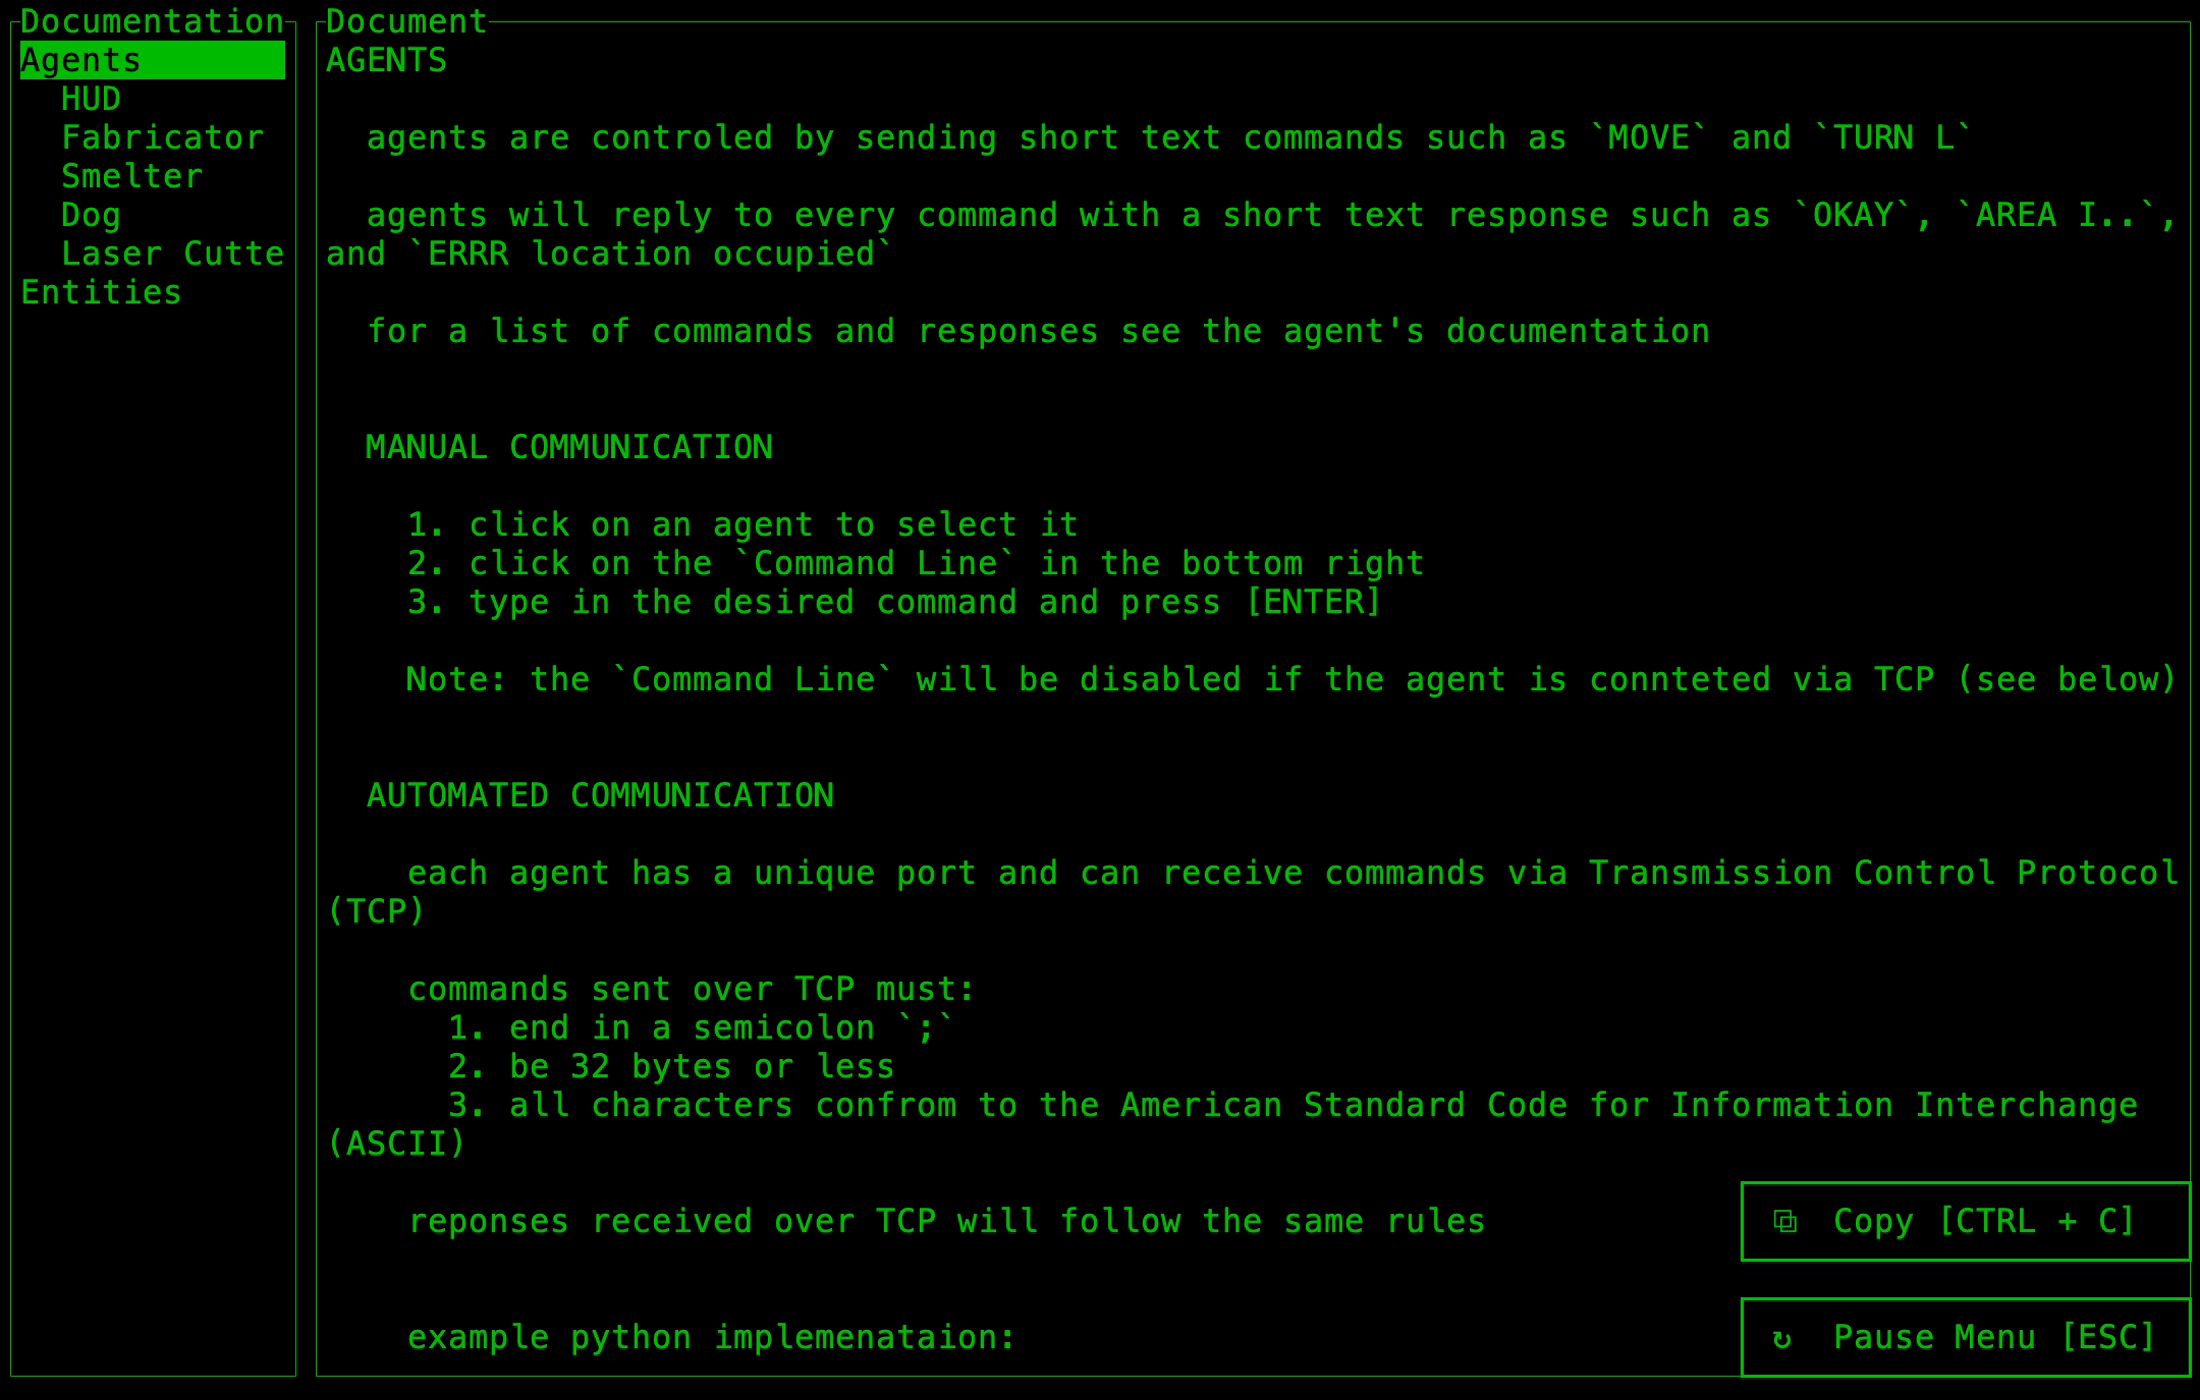 Documentation
Agents
HUD
Fabricator
Smelter
Dog
Laser Cutte
Entities
Document
AGENTS
agents are controled by sending short text commands such as `MOVE` and `TURN L`
agents will reply to every command with a short text response such as `OKAY`, `AREA I..`,
and `ERRR location occupied`
for a list of commands and responses see the agent's documentation
MANUAL COMMUNICATION
1. click on an agent to select it
2. click on the `Command Line` in the bottom right
3. type in the desired command and press [ENTER]
Note: the `Command Line` will be disabled if the agent is connteted via TCP (see below)
AUTOMATED COMMUNICATION
each agent has a unique port and can receive commands via Transmission Control Protocol
(TCP)
commands sent over TCP must:
1. end in a semicolon `;`
2. be 32 bytes or less
3. all characters confrom to the American Standard Code for Information Interchange
(ASCII)
reponses received over TCP will follow the same rules
example python implemenataion:
Copy [CTRL + C]
Pause Menu [ESC]